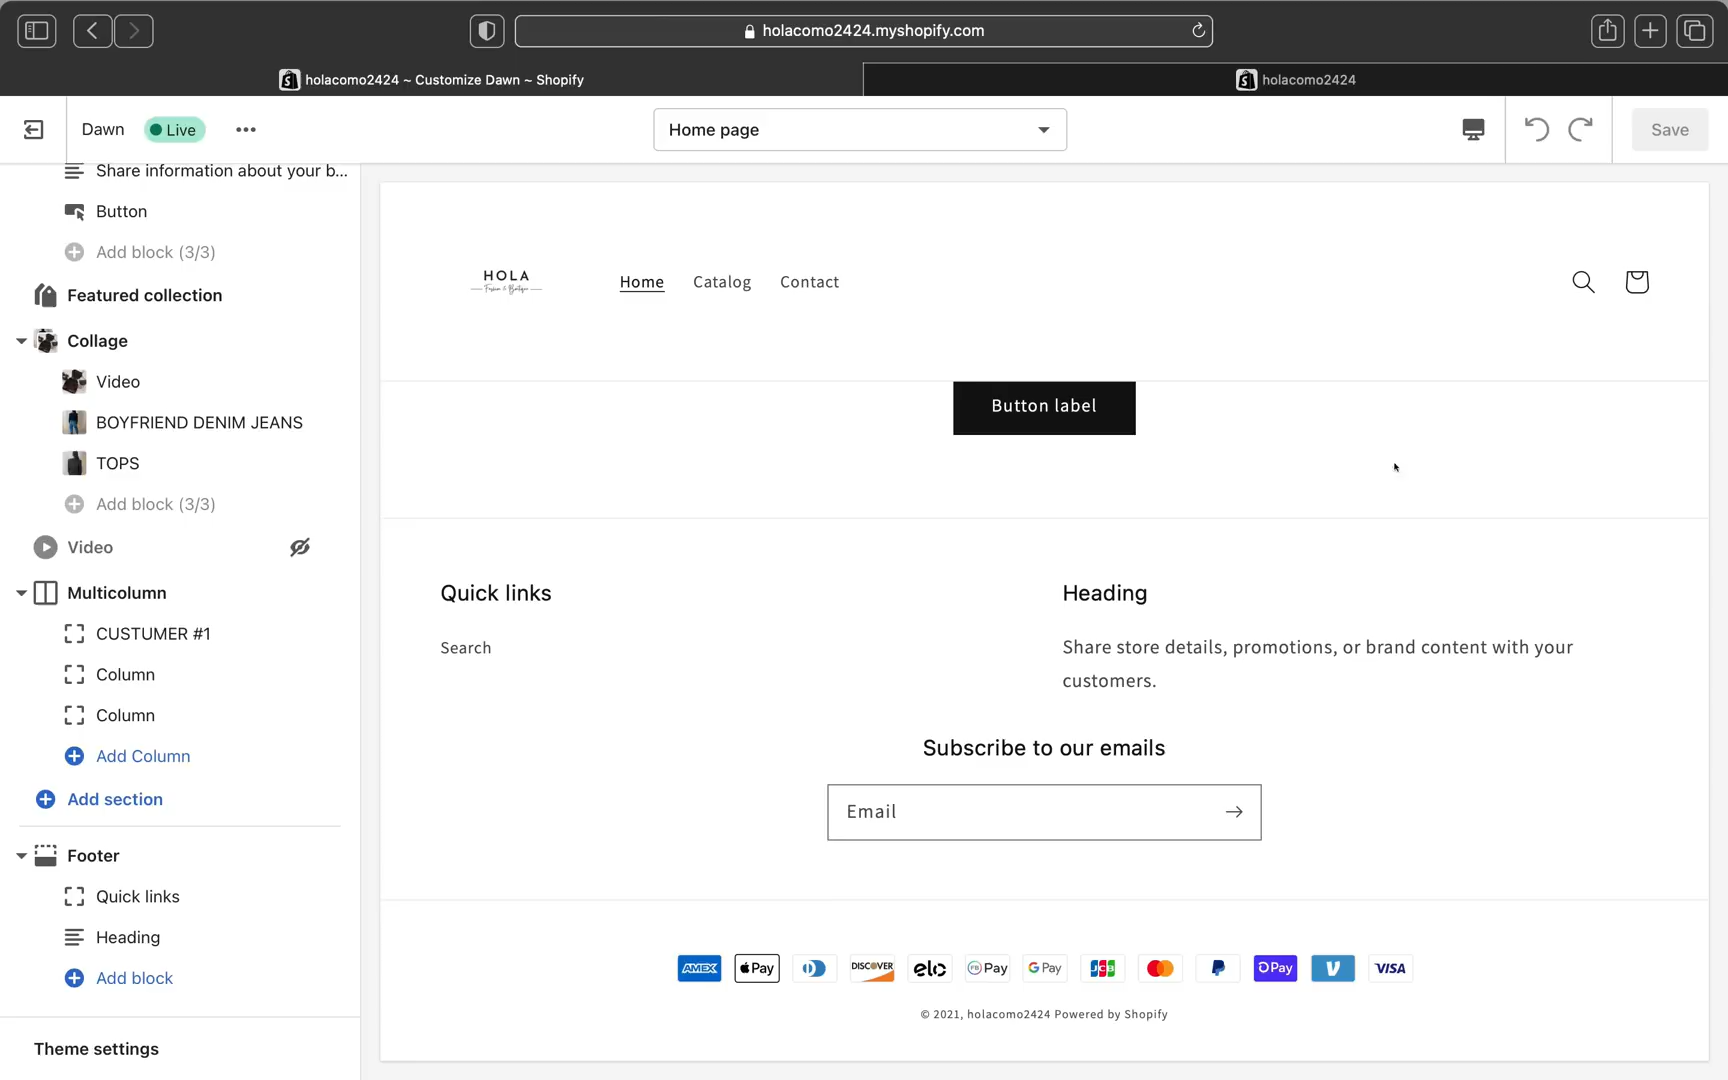 holacomo2424.myshopify.com
holacomo2424 ~ Customize Dawn ~ Shopify
holacomo2424
Dawn
Live
Home page
Save
Share information about your b...
Button
Add block (3/3)
Featured collection
Collage
Video
BOYFRIEND DENIM JEANS
TOPS
Add block (3/3)
Video
Multicolumn
CUSTUMER #1
Column
Column
Add Column
Add section
Footer
Quick links
Heading
Add block
Theme settings
HOLA
Home
Catalog
Contact
Button label
Quick links
Search
Heading
Share store details, promotions, or brand content with your
customers.
Subscribe to our emails
Email
AMEX
Pay
DISCOVER
elo
Pay
G Pay
JCB
Pay
VISA
© 2021, holacomo2424 Powered by Shopify